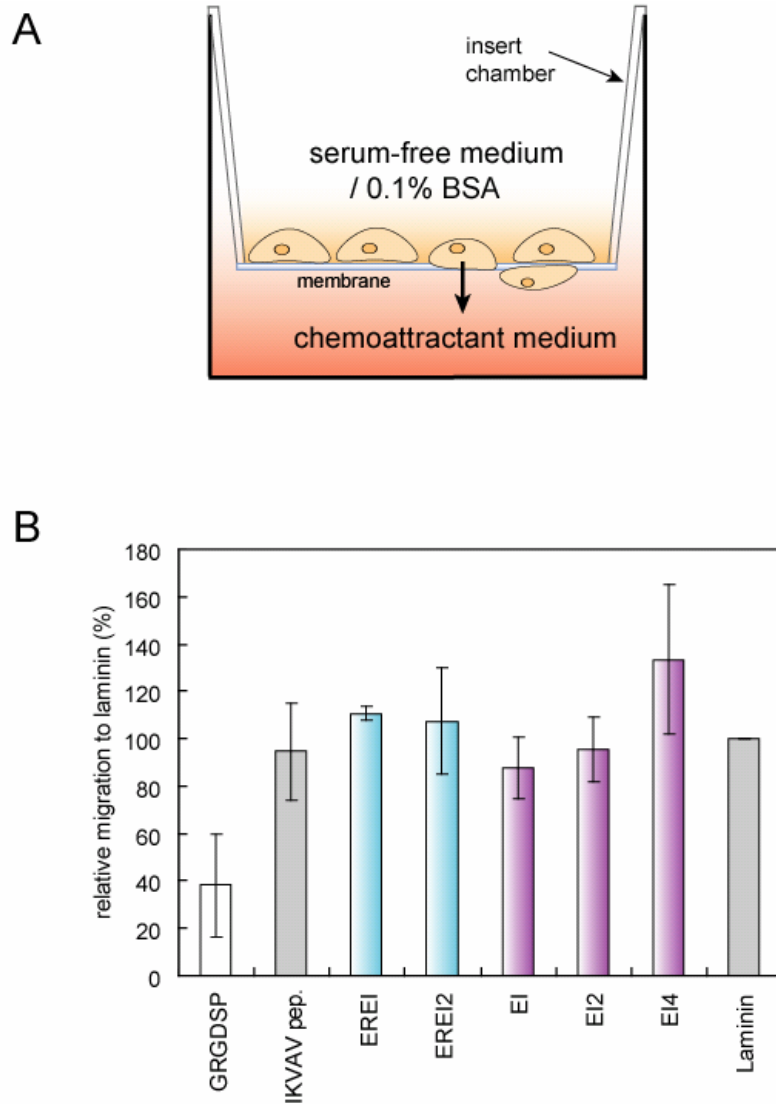 A
insert
chamber
serum-free medium
/ 0.1% BSA
membrane
chemoattractant medium
B
relative migration to laminin (%)
180
160
140
120
100
80
60
40
20
0
GRGDSP
IKVAV pep.
EREI
EREI2
EI
EI2
EI4
Laminin